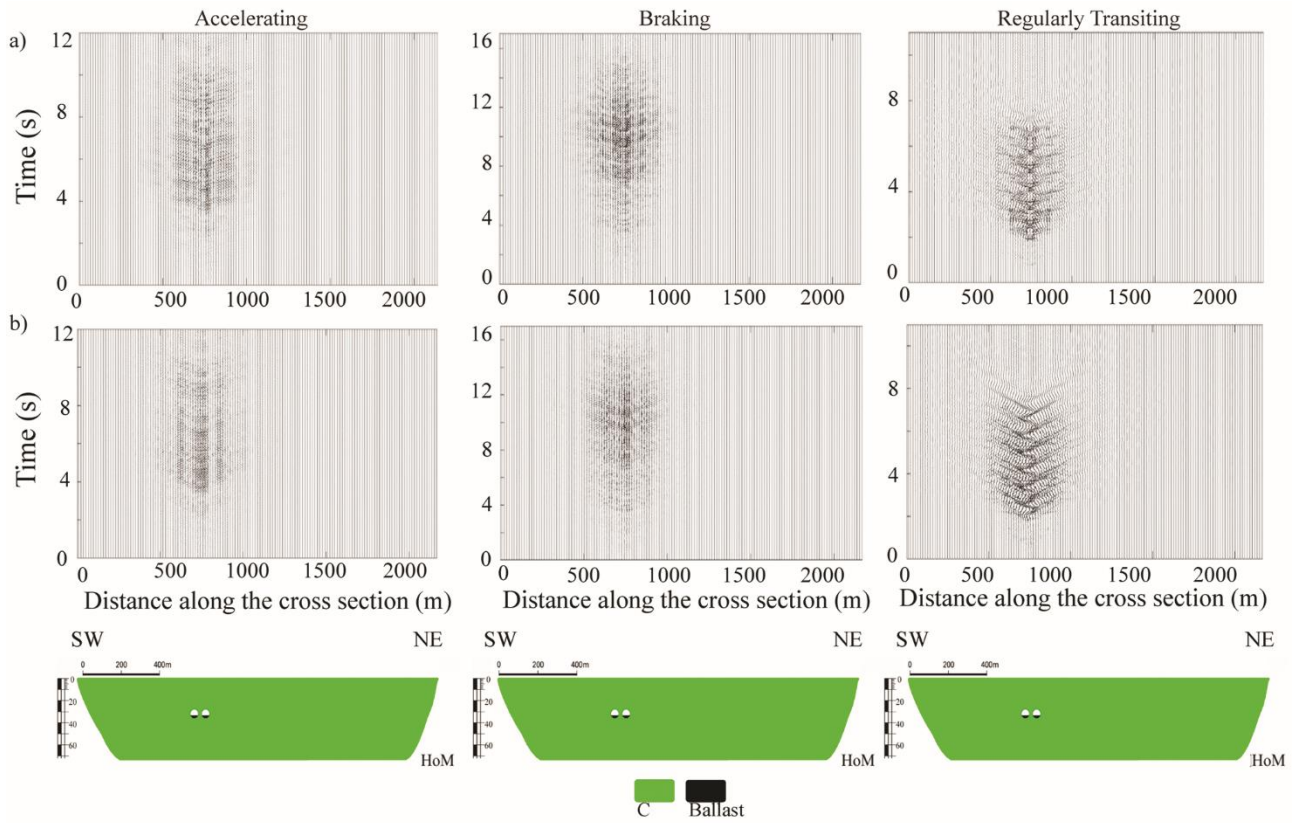 Accelerating Braking Regularly Transiting
a)
12 16
8 12 8
Time (s)
4 8 4
4
0 0 0
0 500 1000 1500 2000 0 500 1000 1500 2000 0 500 1000 1500 2000
b)
12 16
8 12 8
Time (s)
4 8 4
4
0 0 0
0 500 1000 1500 2000 0 500 1000 1500 2000 0 500 1000 1500 2000
Distance along the cross section (m) Distance along the cross section (m) Distance along the cross section (m)
SW NE SW NE SW NE
0 200 400m 0 200 400m 0 200 400m
0 0 0
20 20 20
40 40 40
60 60 60
HoM HoM HoM
C Ballast